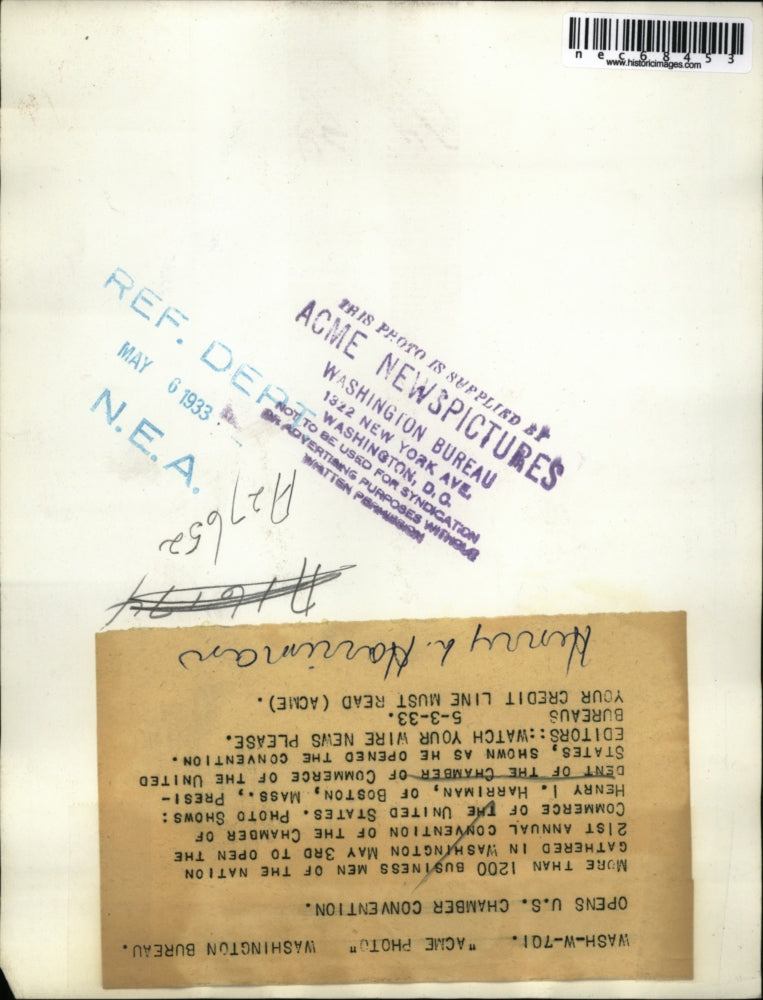 n e c 6 8 4 5 3
www.historicimages.com
REF. DEPT
MAY 6 1933
N.E.A.
THIS PHOTO IS SUPPLIED BY
ACME NEWSPICTURES
WASHINGTON BUREAU
1322 NEW YORK AVE,
WASHINGTON, D. C.
NOT TO BE USED FOR SYNDICATION
OR ADVERTISING PURPOSES WITHOUT
WRITTEN PERMISSION
A27652
Henry I. Harriman
WASH-W-701. "ACME PHOTO" WASHINGTON BUREAU.
OPENS U.S. CHAMBER CONVENTION.
MORE THAN 1200 BUSINESS MEN OF THE NATION
GATHERED IN WASHINGTON MAY 3RD TO OPEN THE
21ST ANNUAL CONVENTION OF THE CHAMBER OF
COMMERCE OF THE UNITED STATES. PHOTO SHOWS:
HENRY I. HARRIMAN, OF BOSTON, MASS., PRESI-
DENT OF THE CHAMBER OF COMMERCE OF THE UNITED
STATES, SHOWN AS HE OPENED THE CONVENTION.
EDITORS::WATCH YOUR WIRE NEWS PLEASE.
BUREAUS 5-3-33.
YOUR CREDIT LINE MUST READ (ACME).